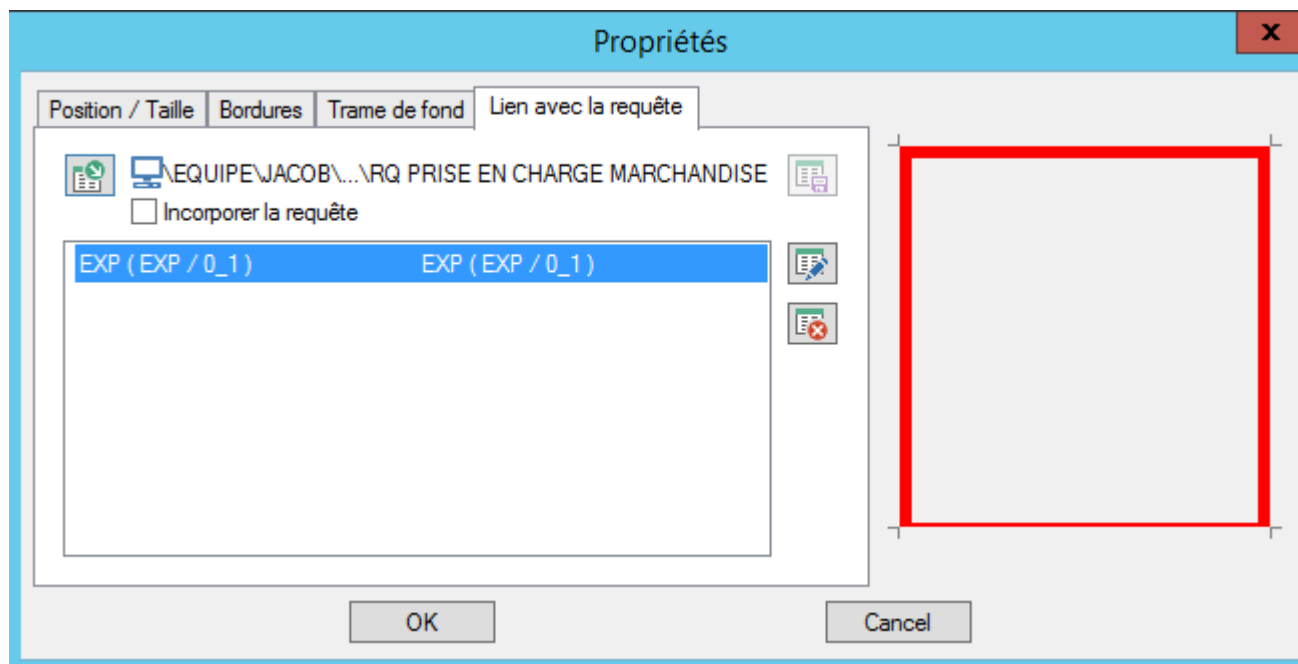 Propriétés
x
Position / Taille Bordures Trame de fond Lien avec la requête
\EQUIPE\JACOB\...\RQ PRISE EN CHARGE MARCHANDISE
Incorporer la requête
EXP ( EXP / 0_1 ) EXP ( EXP / 0_1 )
OK Cancel